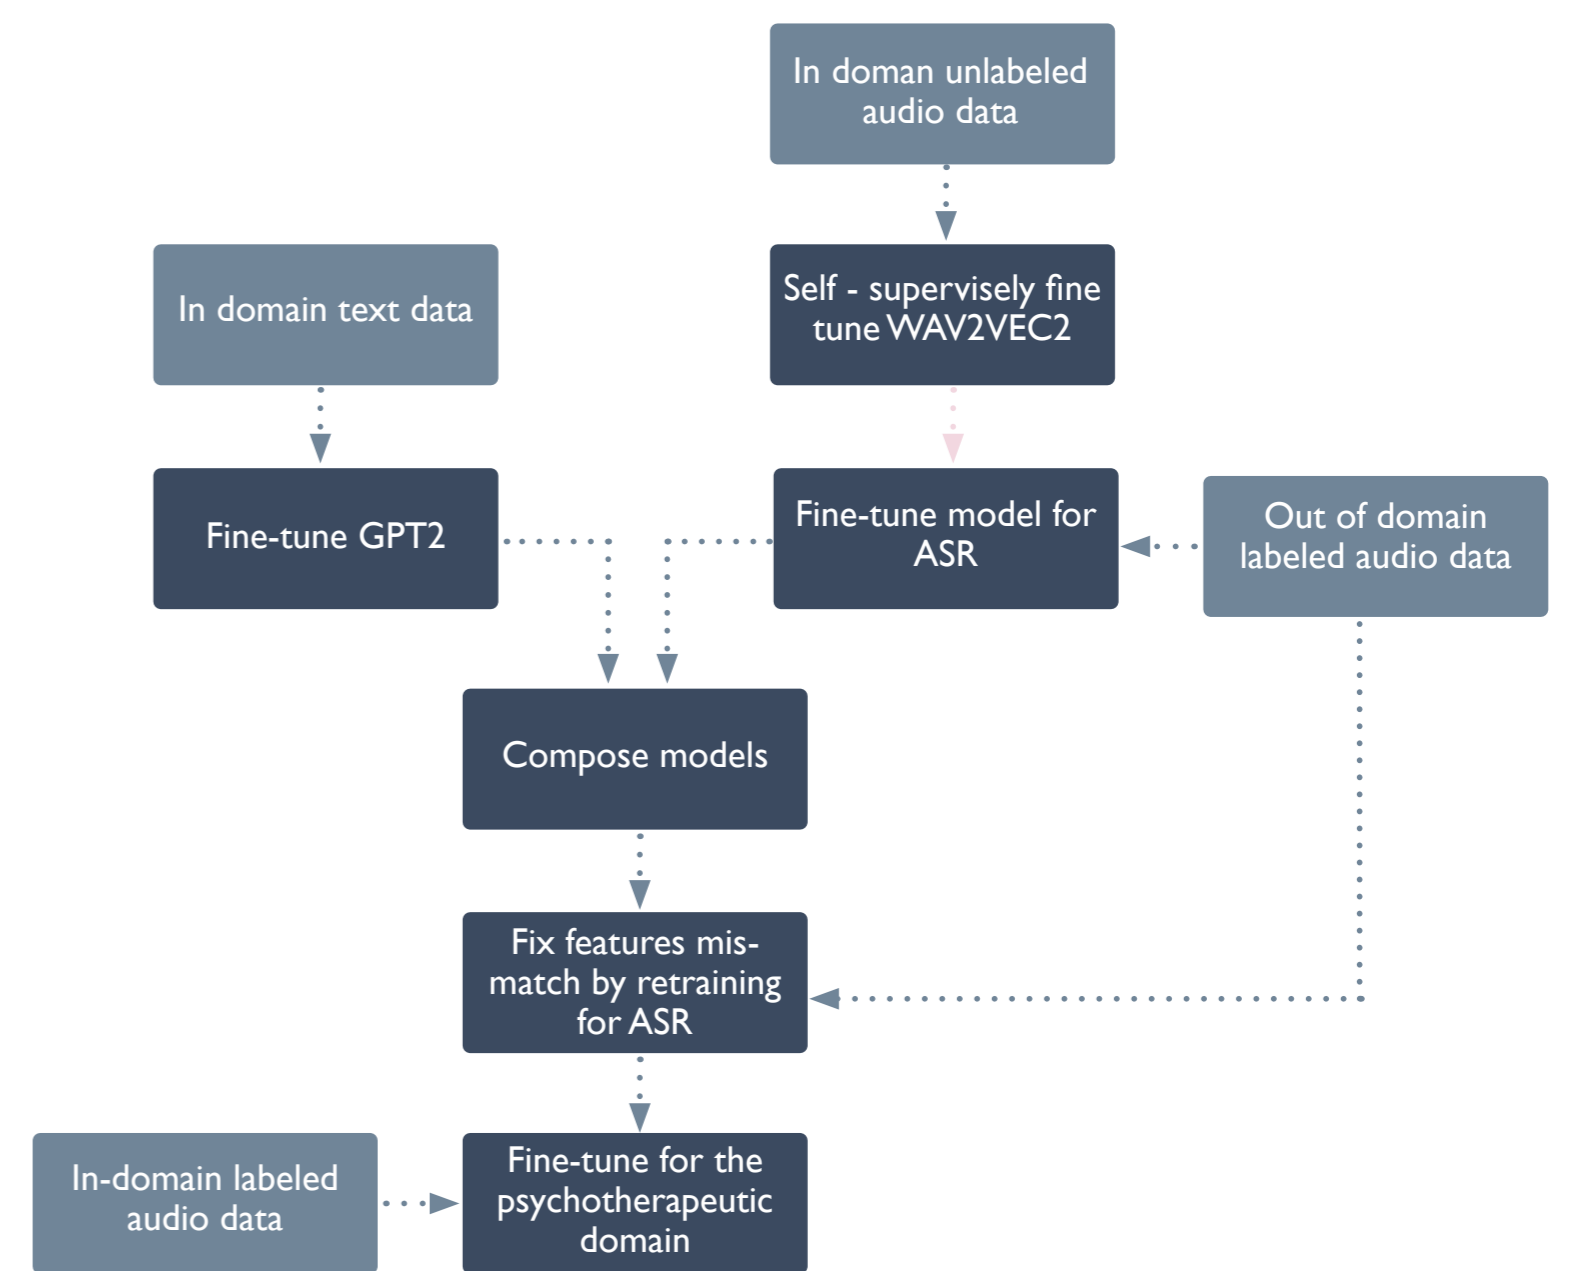 In doman unlabeled
audio data
In domain text data
Self - supervisely fine
tune WAV2VEC2
Fine-tune GPT2
Fine-tune model for
ASR
Out of domain
labeled audio data
Compose models
Fix features mis-
match by retraining
for ASR
In-domain labeled
audio data
Fine-tune for the
psychotherapeutic
domain